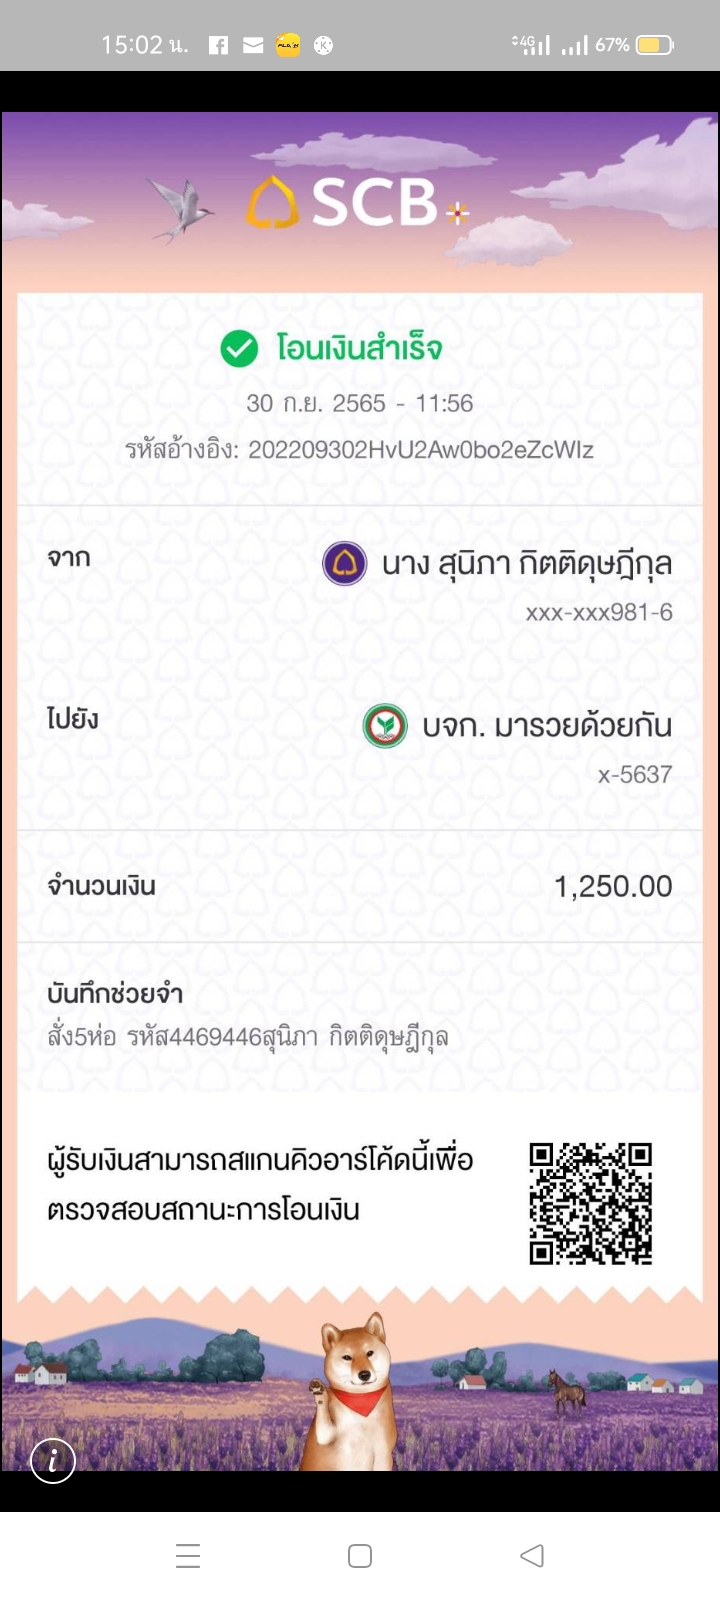 15:02 น.
4G
67%
SCB
โอนเงินสำเร็จ
30 ก.ย. 2565 - 11:56
รหัสอ้างอิง: 202209302HvU2Aw0bo2eZcWIz
จาก
นาง สุนิภา กิตติดุษฎีกุล
xxx-xxx981-6
ไปยัง
บจก. มารวยด้วยกัน
x-5637
จำนวนเงิน
1,250.00
บันทึกช่วยจำ
สั่ง5ห่อ รหัส4469446สุนิภา กิตติดุษฎีกุล
ผู้รับเงินสามารถสแกนคิวอาร์โค้ดนี้เพื่อ
ตรวจสอบสถานะการโอนเงิน
i